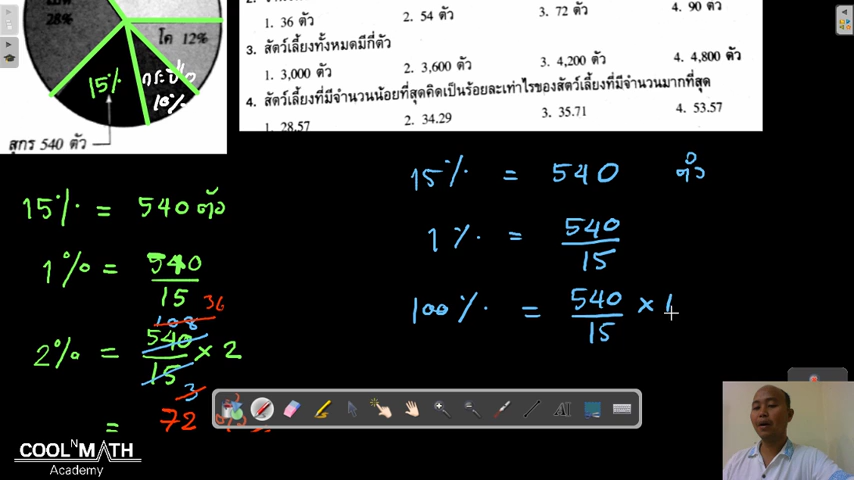 28%
โค 12%
15%
กระบือ
10%
สุกร 540 ตัว
1. 36 ตัว 2. 54 ตัว 3. 72 ตัว 4. 90 ตัว
3. สัตว์เลี้ยงทั้งหมดมีกี่ตัว
1. 3,000 ตัว 2. 3,600 ตัว 3. 4,200 ตัว 4. 4,800 ตัว
4. สัตว์เลี้ยงที่มีจำนวนน้อยที่สุดคิดเป็นร้อยละเท่าไรของสัตว์เลี้ยงที่มีจำนวนมากที่สุด
1. 28.57 2. 34.29 3. 35.71 4. 53.57
15% = 540 ตัว
1% = 540/15
2% = 540/15 × 2
108
36
3
= 72
15% = 540 ตัว
1% = 540/15
100% = 540/15 × 1
COOL N MATH
Academy